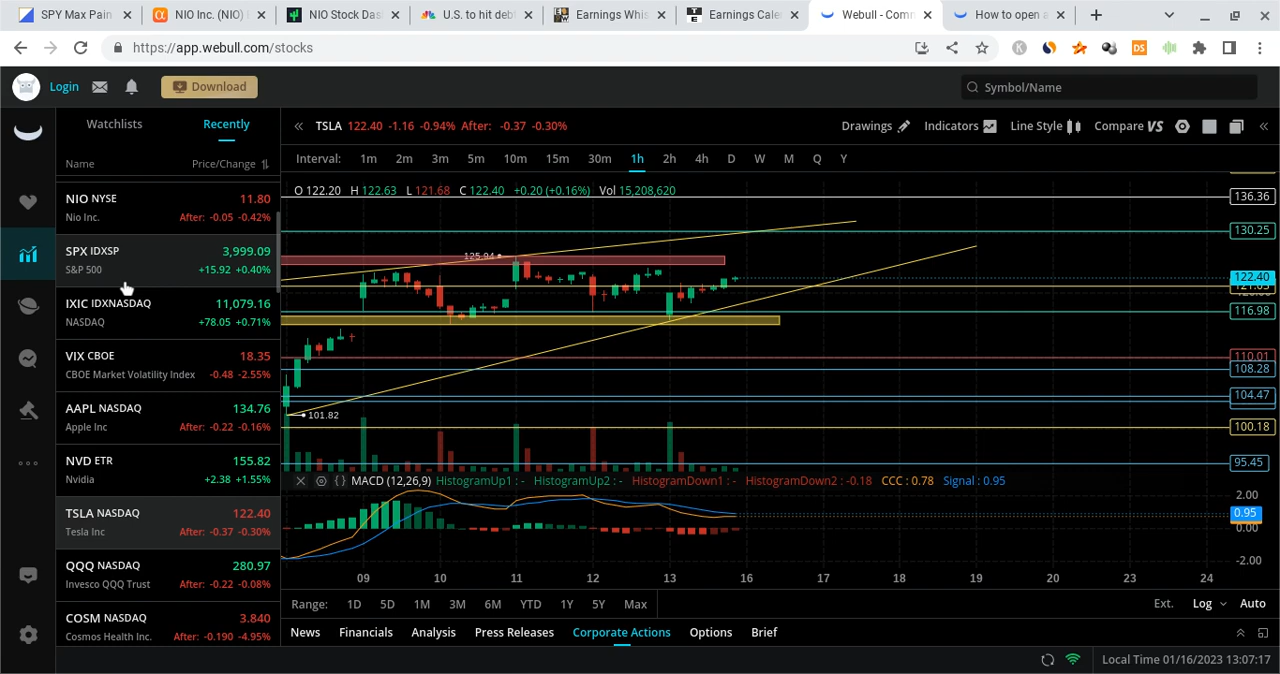 SPY Max Pain
NIO Inc. (NIO)
NIO Stock Das
U.S. to hit debt
Earnings Whis
Earnings Cale
Webull - Com
How to open a
https://app.webull.com/stocks
Login
Download
Symbol/Name
Watchlists
Recently
Name
Price/Change
NIO NYSE
11.80
Nio Inc.
After: -0.05 -0.42%
SPX IDXSP
3,999.09
S&P 500
+15.92 +0.40%
IXIC IDXNASDAQ
11,079.16
NASDAQ
+78.05 +0.71%
VIX CBOE
18.35
CBOE Market Volatility Index
-0.48 -2.55%
AAPL NASDAQ
134.76
Apple Inc
After: -0.22 -0.16%
NVD ETR
155.82
Nvidia
+2.38 +1.55%
TSLA NASDAQ
122.40
Tesla Inc
After: -0.37 -0.30%
QQQ NASDAQ
280.97
Invesco QQQ Trust
After: -0.22 -0.08%
COSM NASDAQ
3.840
Cosmos Health Inc.
After: -0.190 -4.95%
TSLA 122.40 -1.16 -0.94% After: -0.37 -0.30%
Drawings
Indicators
Line Style
Compare VS
Interval: 1m 2m 3m 5m 10m 15m 30m 1h 2h 4h D W M Q Y
O 122.20 H 122.63 L 121.68 C 122.40 +0.20 (+0.16%) Vol 15,208,620
136.36
130.25
125.94
122.40
116.98
110.01
108.28
104.47
101.82
100.18
95.45
MACD (12,26,9) HistogramUp1 : - HistogramUp2 : - HistogramDown1 : - HistogramDown2 : -0.18 CCC : 0.78 Signal : 0.95
2.00
0.95
0.00
-2.00
09 10 11 12 13 16 17 18 19 20 23 24
Range: 1D 5D 1M 3M 6M YTD 1Y 5Y Max
Ext. Log Auto
News Financials Analysis Press Releases Corporate Actions Options Brief
Local Time 01/16/2023 13:07:17